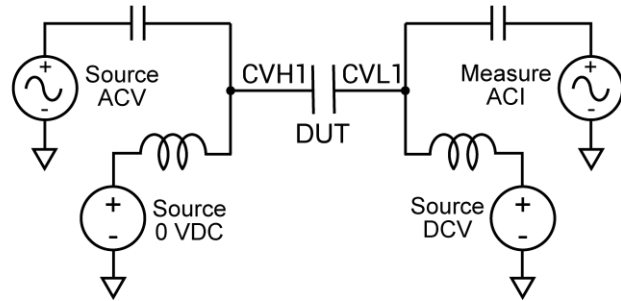 +
-
Source
ACV
CVH1
CVL1
DUT
Measure
ACI
+
-
+
-
Source
0 VDC
Source
DCV
+
-